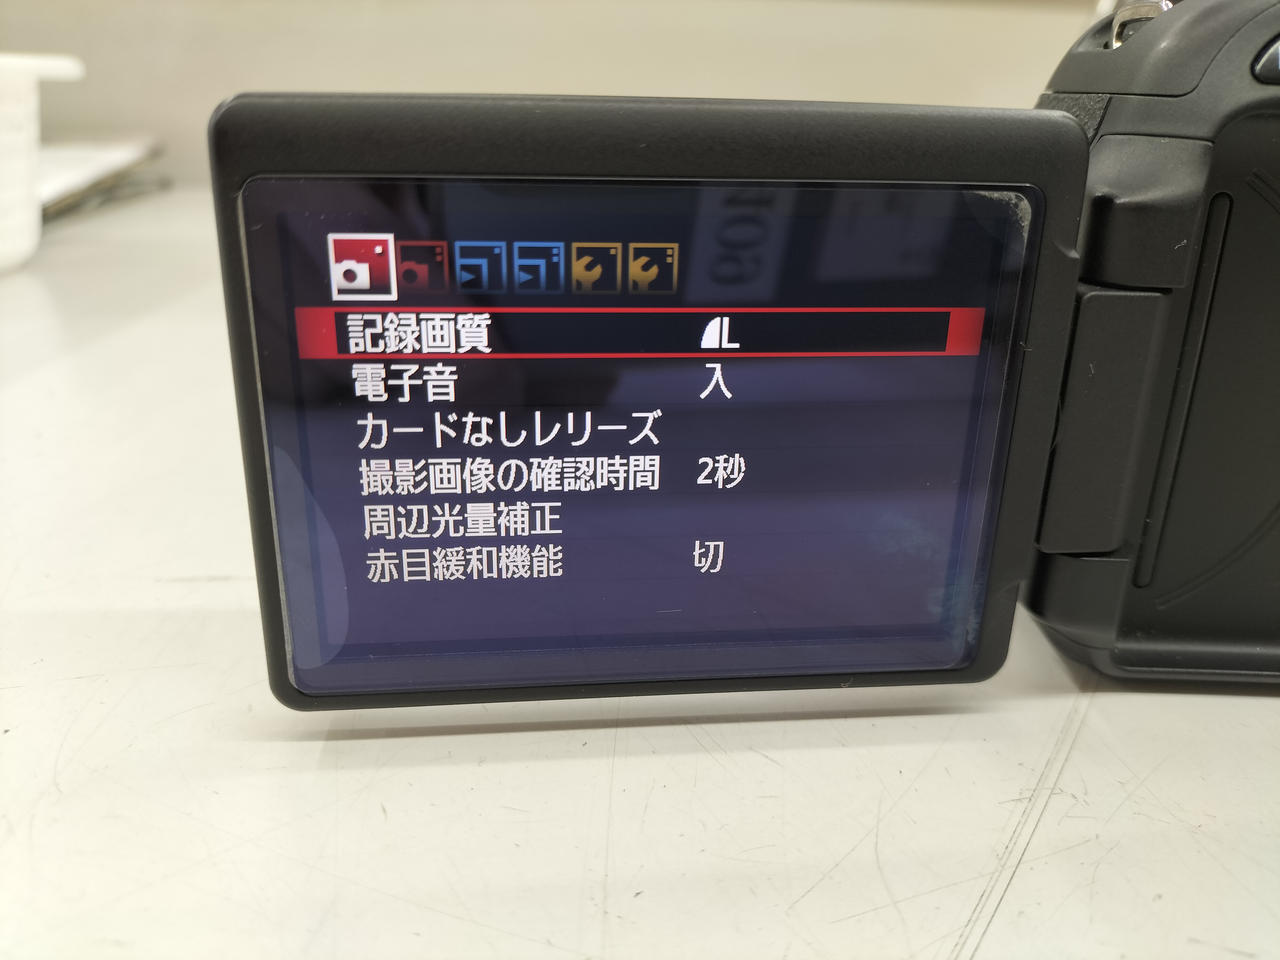 記録画質 L
電子音 入
カードなしレリーズ
撮影画像の確認時間 2秒
周辺光量補正
赤目緩和機能 切